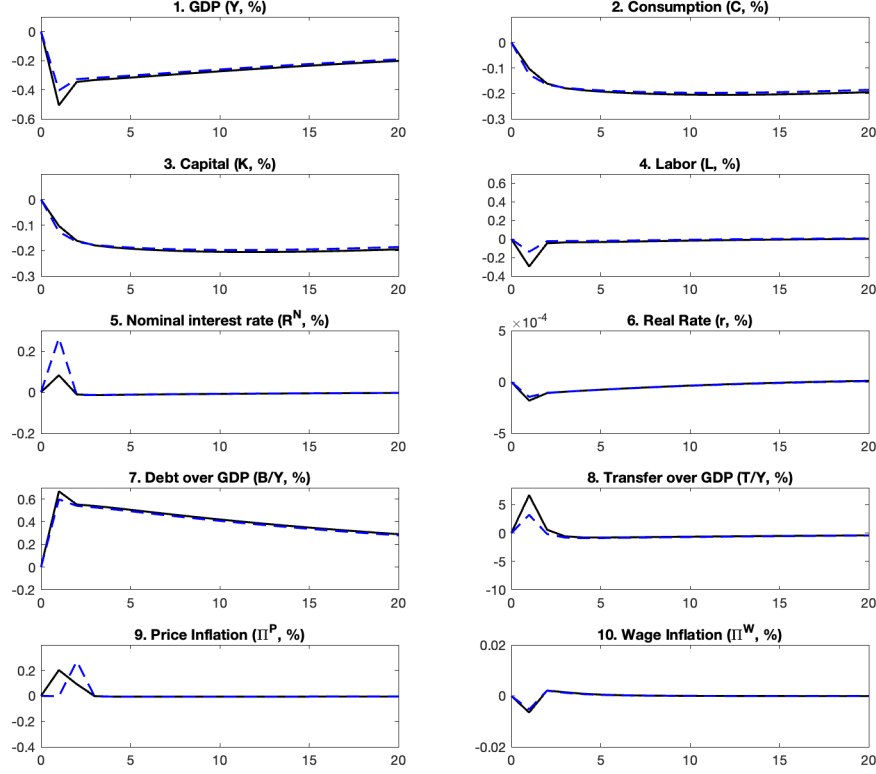 1. GDP (Y, %)
0
-0.2
-0.4
-0.6
0 5 10 15 20
2. Consumption (C, %)
0
-0.1
-0.2
-0.3
0 5 10 15 20
3. Capital (K, %)
0
-0.1
-0.2
-0.3
0 5 10 15 20
4. Labor (L, %)
0.6
0.4
0.2
0
-0.2
-0.4
0 5 10 15 20
5. Nominal interest rate (R^N, %)
0.2
0
-0.2
0 5 10 15 20
6. Real Rate (r, %)
×10^-4
5
0
-5
0 5 10 15 20
7. Debt over GDP (B/Y, %)
0.6
0.4
0.2
0
-0.2
0 5 10 15 20
8. Transfer over GDP (T/Y, %)
5
0
-5
-10
0 5 10 15 20
9. Price Inflation (Π^P, %)
0.2
0
-0.2
-0.4
0 5 10 15 20
10. Wage Inflation (Π^W, %)
0.02
0
-0.02
0 5 10 15 20